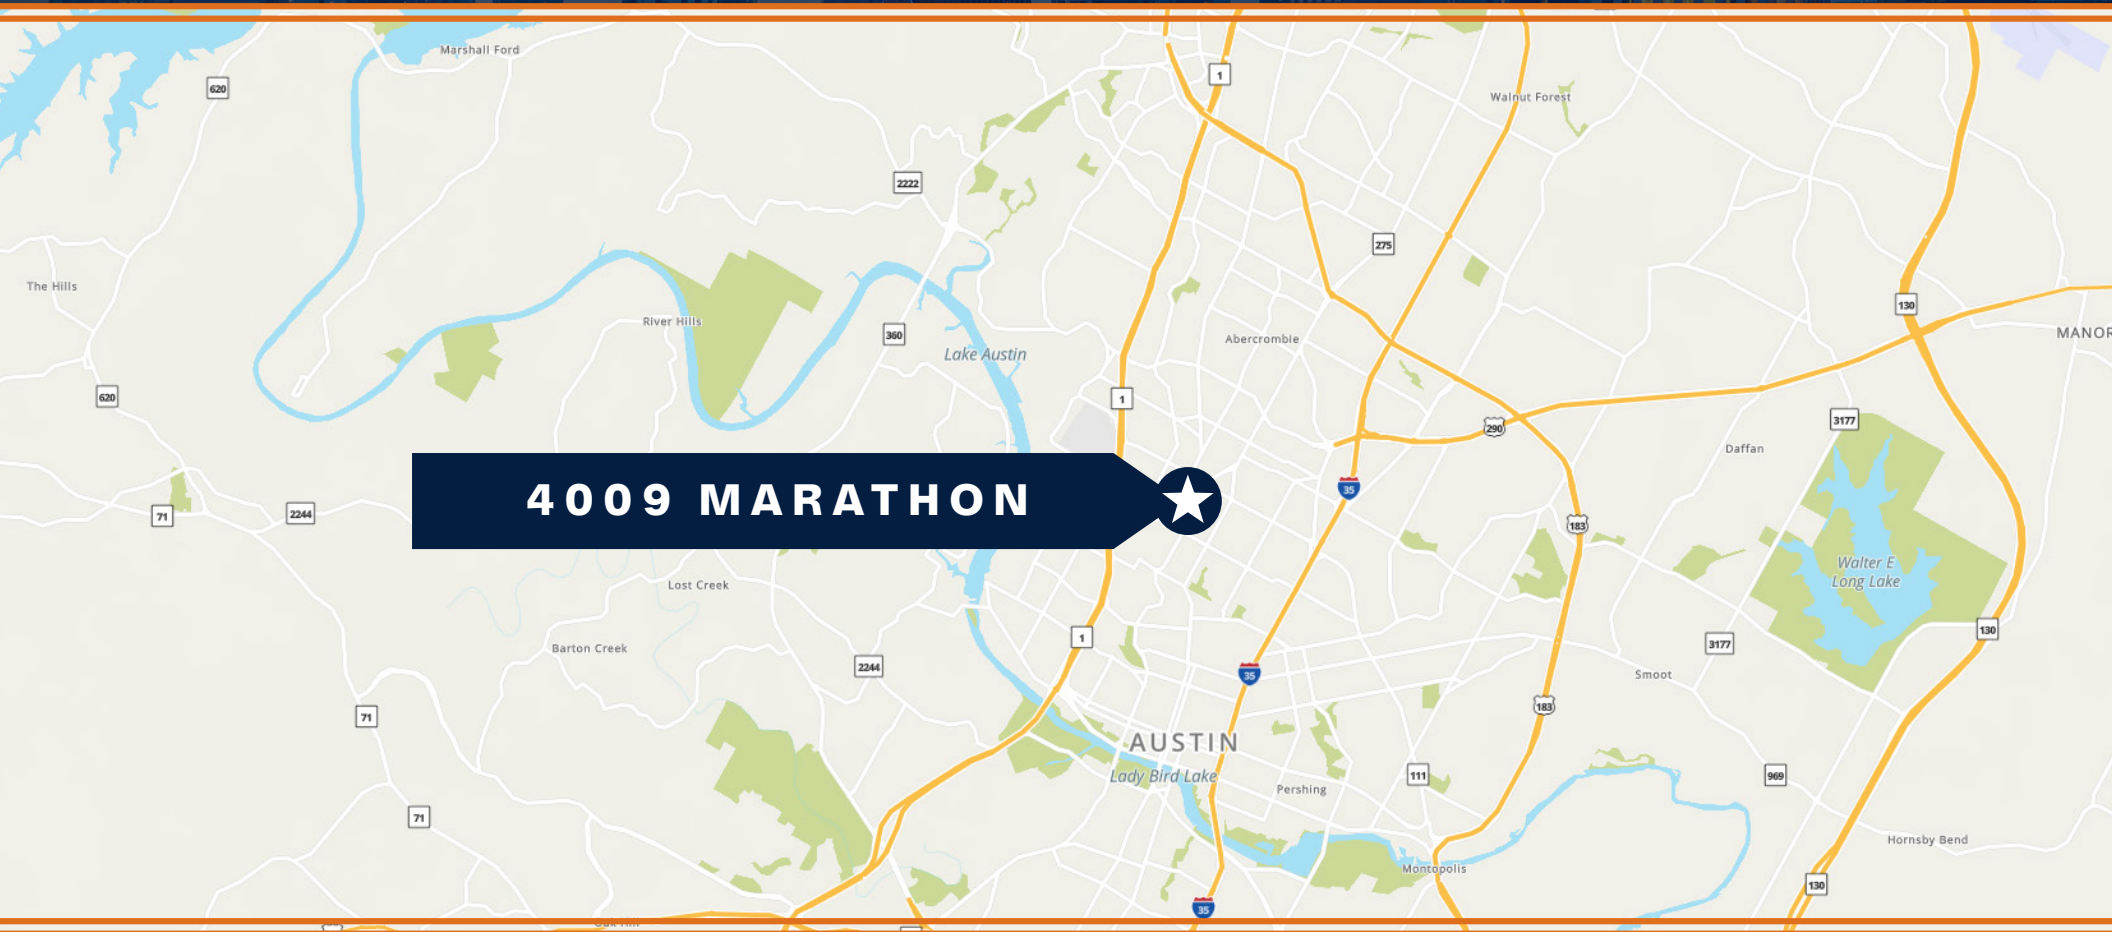 Marshall Ford
620
1
Walnut Forest
2222
275
The Hills
130
River Hills
360
Abercrombie
MANOR
Lake Austin
620
1
3177
290
Daffan
4009 MARATHON
35
71
2244
183
Walter E
Long Lake
Lost Creek
130
1
3177
Barton Creek
2244
35
Smoot
183
71
AUSTIN
Lady Bird Lake
111
969
Pershing
71
Hornsby Bend
Montopolis
130
35